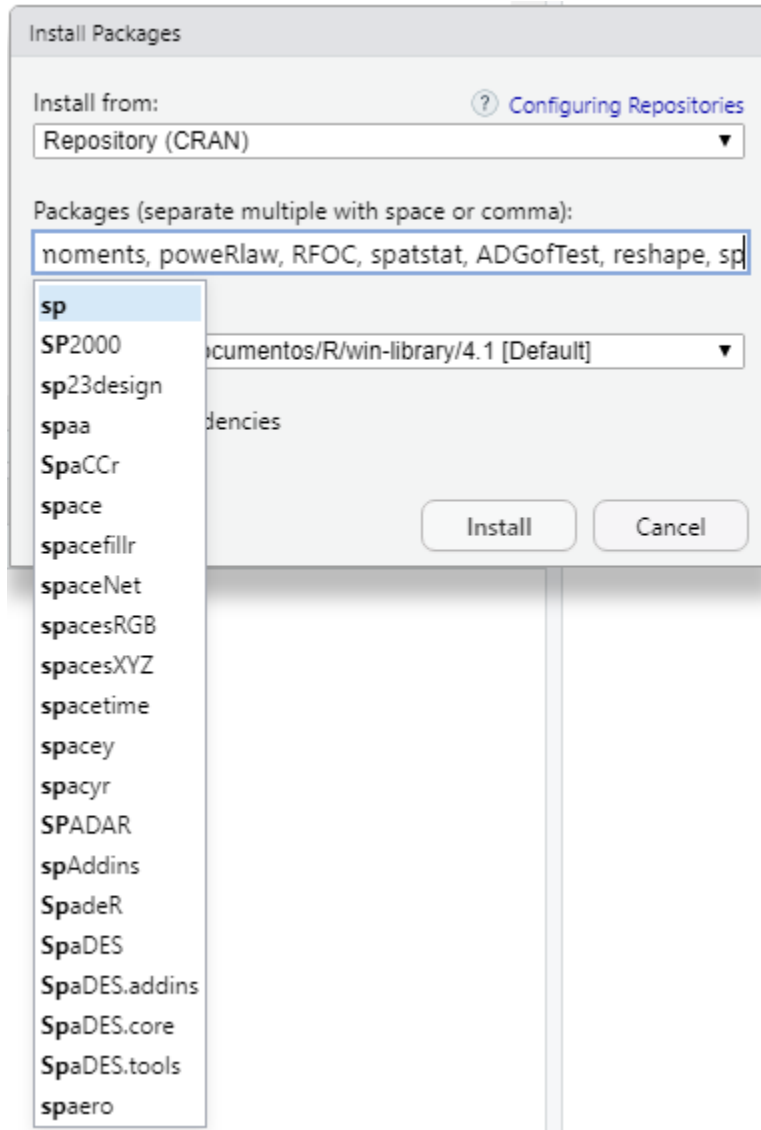 Install Packages
Install from:
? Configuring Repositories
Repository (CRAN)
Packages (separate multiple with space or comma):
moments, poweRlaw, RFOC, spatstat, ADGofTest, reshape, sp
sp
SP2000
ocumentos/R/win-library/4.1 [Default]
sp23design
spaa
dencies
SpaCCr
space
Install
Cancel
spacefillr
spaceNet
spacesRGB
spacesXYZ
spacetime
spacey
spacyr
SPADAR
spAddins
SpadeR
SpaDES
SpaDES.addins
SpaDES.core
SpaDES.tools
spaero